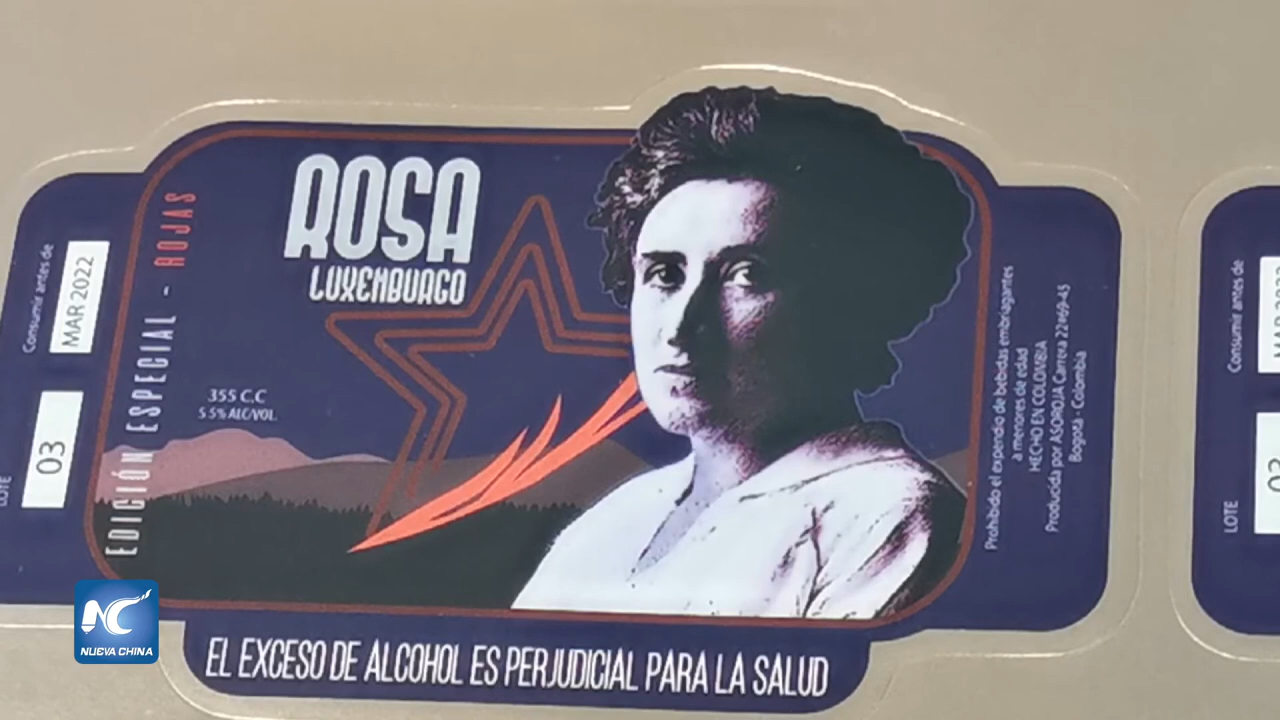 Consumir antes de
MAR 2022
LOTE
03
EDICIÓN ESPECIAL - ROJAS
ROSA
LUXEMBURGO
355 C.C
5.5% ALC/VOL.
Prohibido el expendio de bebidas embriagantes
a menores de edad
HECHO EN COLOMBIA
Producida por ASOROJA Carrera 22#69-45
Bogotá - Colombia
EL EXCESO DE ALCOHOL ES PERJUDICIAL PARA LA SALUD
Consumir antes de
LOTE
NC
NUEVA CHINA